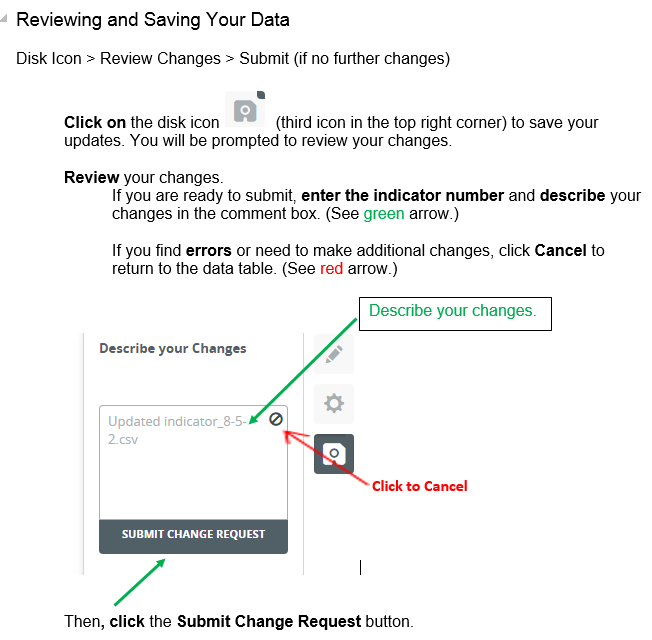 Reviewing and Saving Your Data
Disk Icon > Review Changes > Submit (if no further changes)
Click on the disk icon (third icon in the top right corner) to save your
updates. You will be prompted to review your changes.
Review your changes.
If you are ready to submit, enter the indicator number and describe your
changes in the comment box. (See green arrow.)
If you find errors or need to make additional changes, click Cancel to
return to the data table. (See red arrow.)
Describe your changes.
Describe your Changes
Updated indicator_8-5-
2.csv
Click to Cancel
SUBMIT CHANGE REQUEST
Then, click the Submit Change Request button.